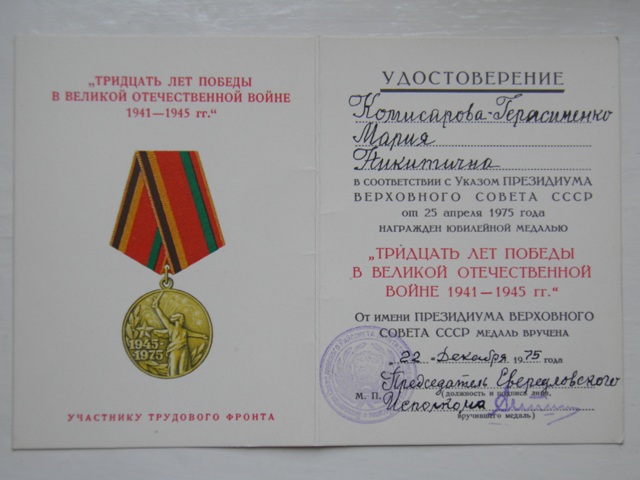 „ТРИДЦАТЬ ЛЕТ ПОБЕДЫ
В ВЕЛИКОЙ ОТЕЧЕСТВЕННОЙ ВОЙНЕ
1941—1945 гг.“
1945
1975
УЧАСТНИКУ ТРУДОВОГО ФРОНТА
УДОСТОВЕРЕНИЕ
Комисарова-Герасименко
Мария
Никитична
В СООТВЕТСТВИИ С УКАЗОМ ПРЕЗИДИУМА
ВЕРХОВНОГО СОВЕТА СССР
от 25 апреля 1975 года
НАГРАЖДЕН ЮБИЛЕЙНОЙ МЕДАЛЬЮ
„ТРИДЦАТЬ ЛЕТ ПОБЕДЫ
В ВЕЛИКОЙ ОТЕЧЕСТВЕННОЙ
ВОЙНЕ 1941—1945 гг.“
ОТ ИМЕНИ ПРЕЗИДИУМА ВЕРХОВНОГО
СОВЕТА СССР МЕДАЛЬ ВРУЧЕНА
„22“ Декабря 1975 года
Председатель Свердловского
М. П. (должность и подпись лица,
Исполкома
вручившего медаль)